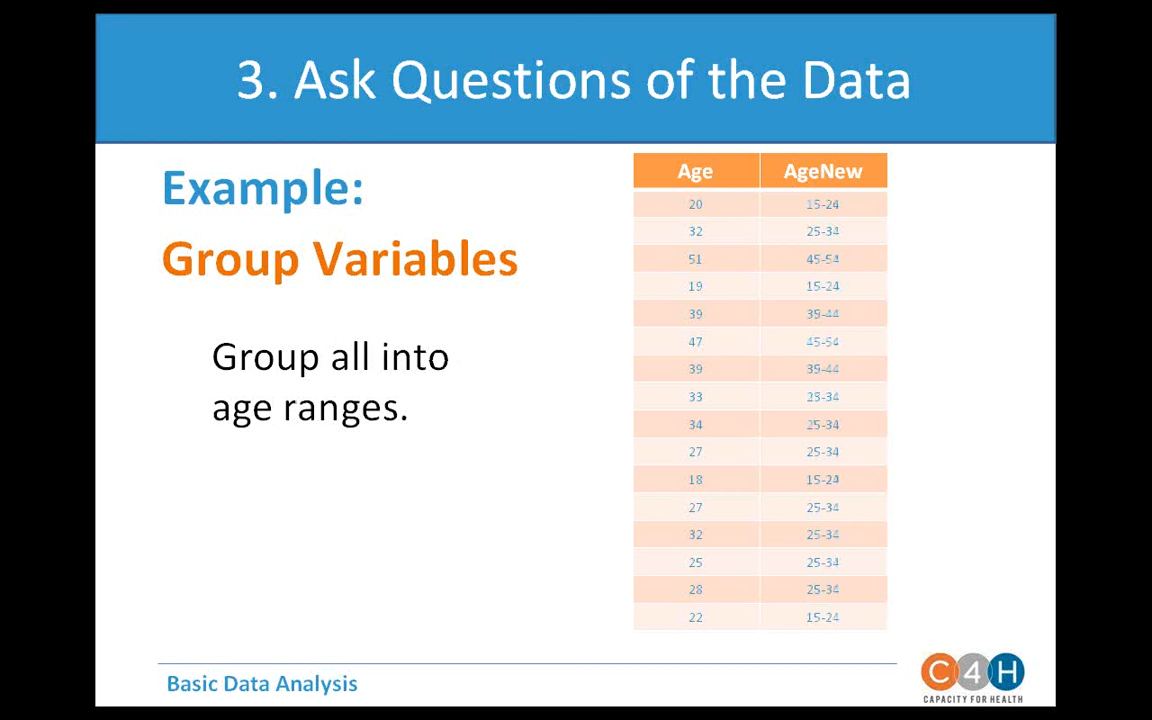 3. Ask Questions of the Data
Example:
Group Variables
Group all into
age ranges.
Age AgeNew
20 15-24
32 25-34
51 45-54
19 15-24
39 35-44
47 45-54
39 35-44
33 25-34
34 25-34
27 25-34
18 15-24
27 25-34
32 25-34
25 25-34
28 25-34
22 15-24
Basic Data Analysis
C4H
CAPACITY FOR HEALTH